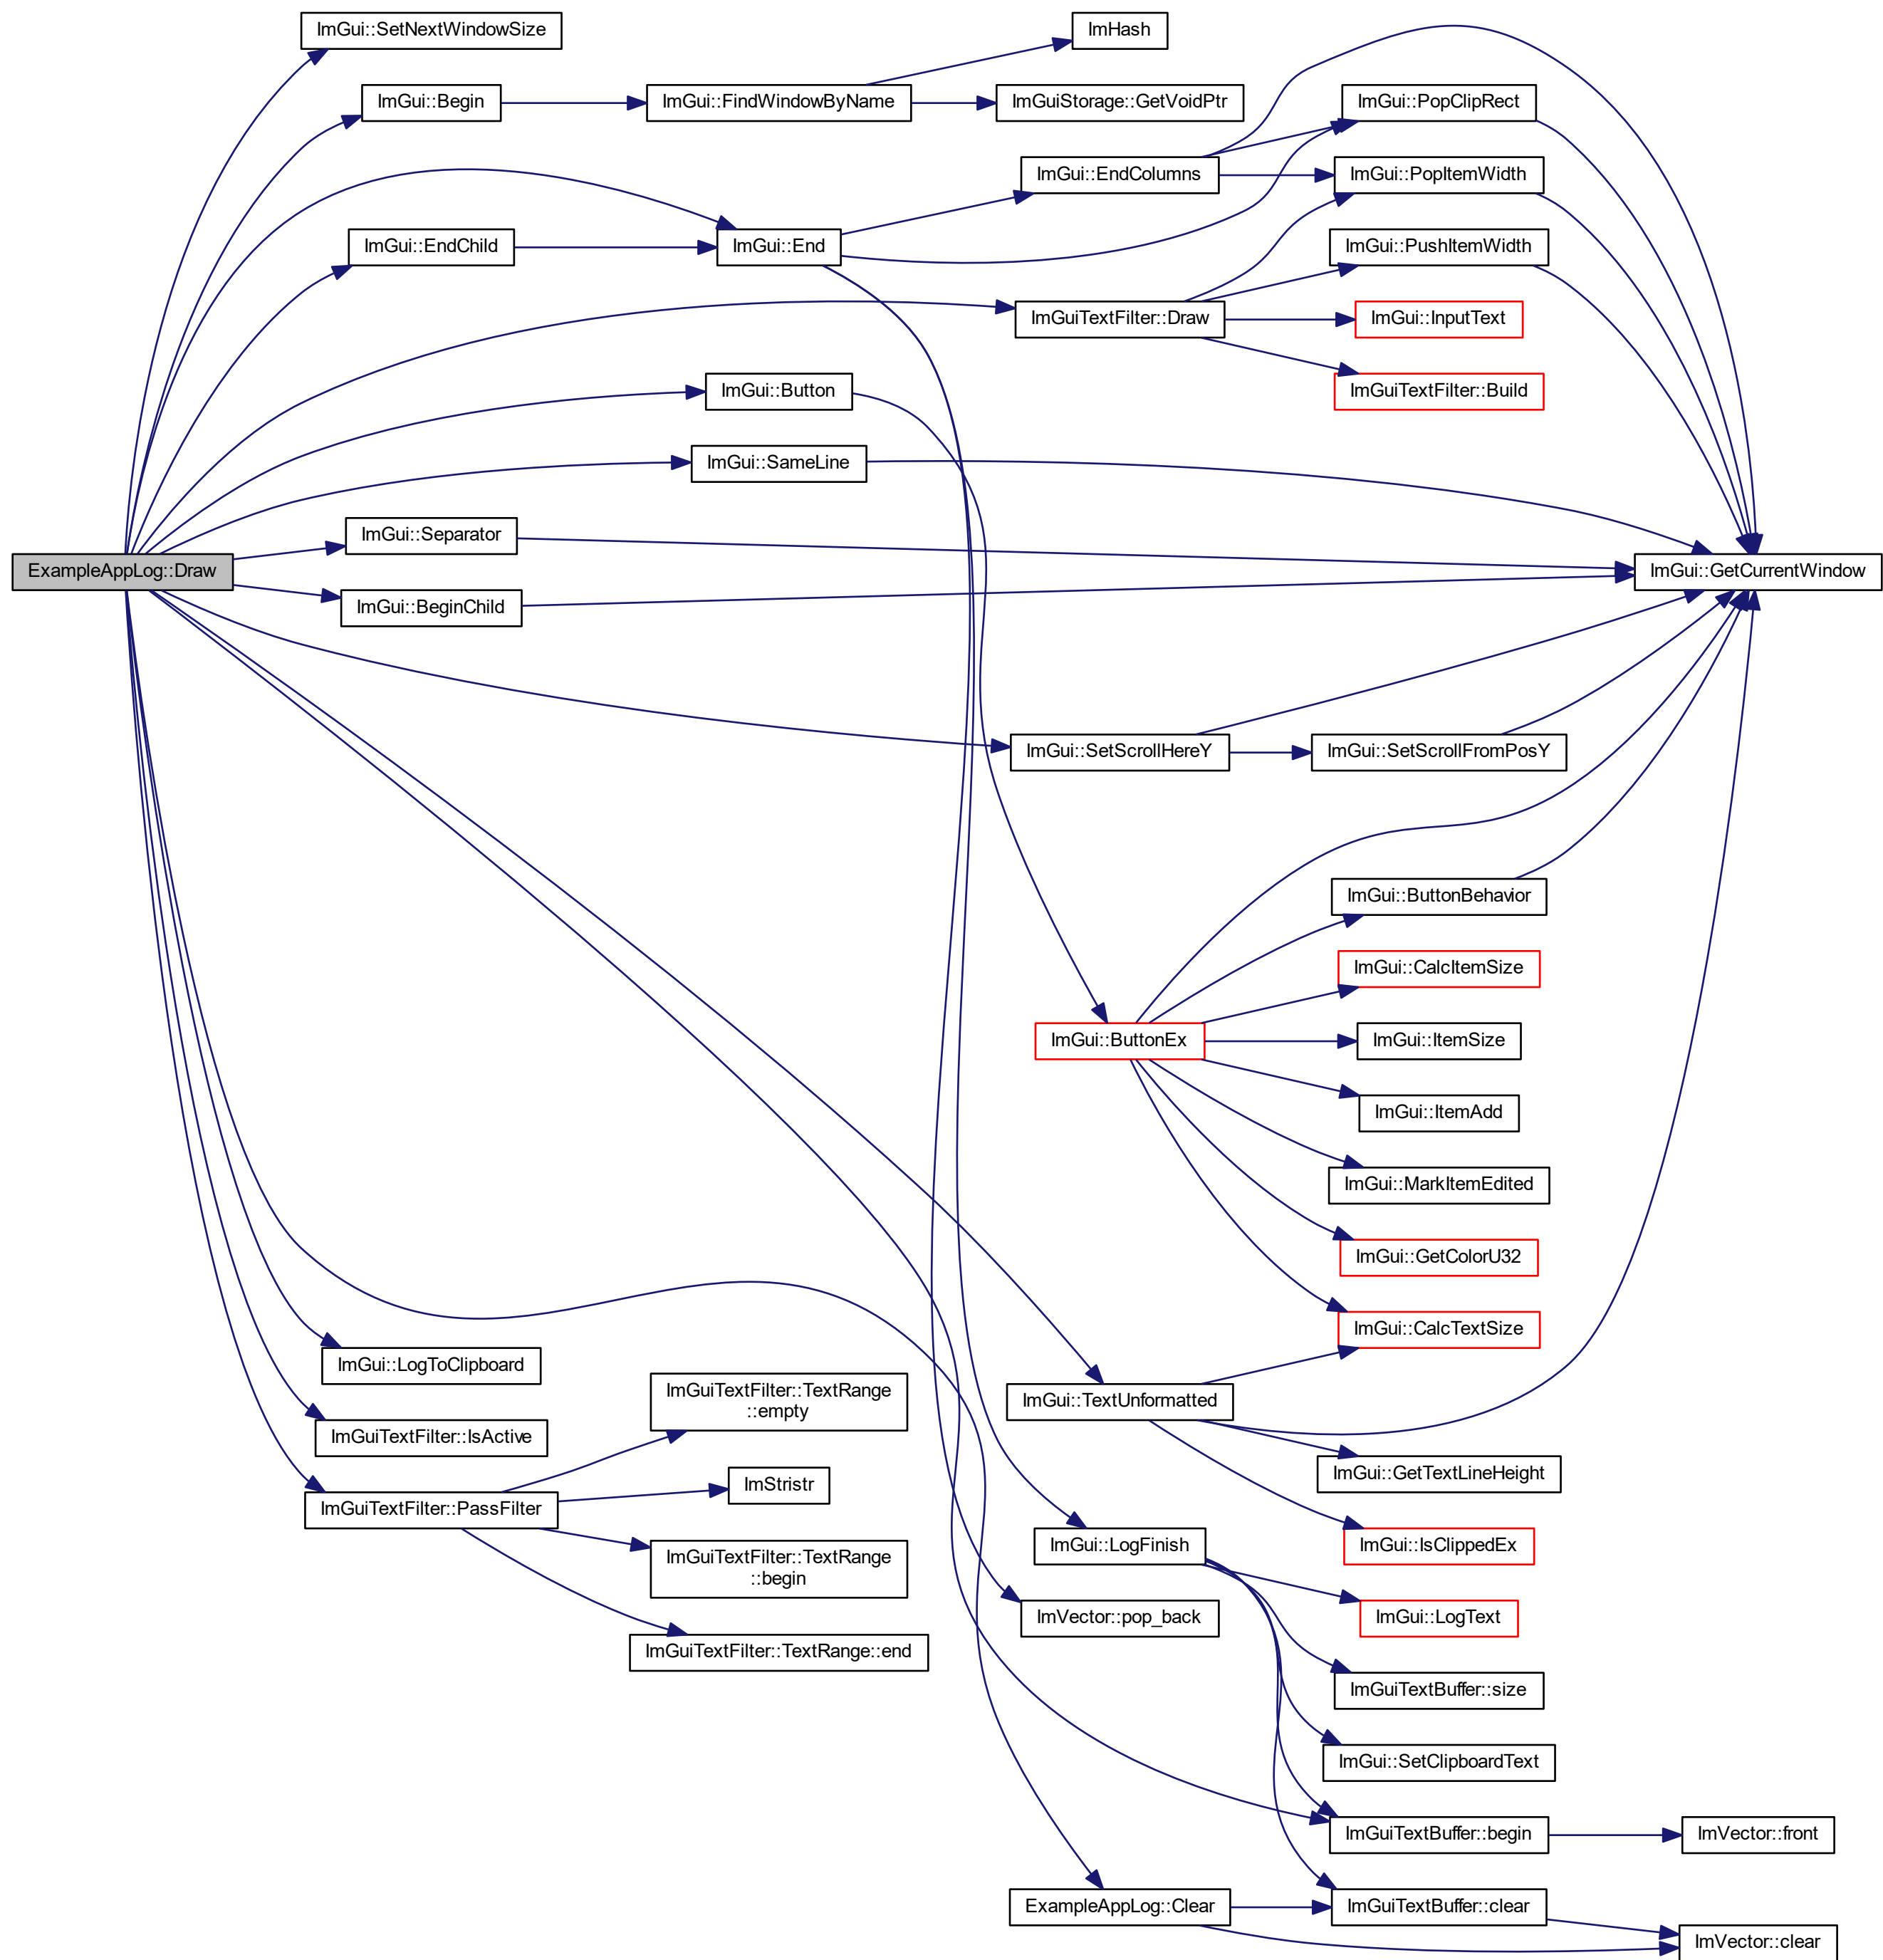 ImGui::SetNextWindowSize
ImHash
ImGui::Begin
ImGui::FindWindowByName
ImGuiStorage::GetVoidPtr
ImGui::PopClipRect
ImGui::EndColumns
ImGui::PopItemWidth
ImGui::EndChild
ImGui::End
ImGui::PushItemWidth
ImGuiTextFilter::Draw
ImGui::InputText
ImGui::Button
ImGuiTextFilter::Build
ImGui::SameLine
ImGui::Separator
ExampleAppLog::Draw
ImGui::GetCurrentWindow
ImGui::BeginChild
ImGui::SetScrollHereY
ImGui::SetScrollFromPosY
ImGui::ButtonBehavior
ImGui::CalcItemSize
ImGui::ButtonEx
ImGui::ItemSize
ImGui::ItemAdd
ImGui::MarkItemEdited
ImGui::GetColorU32
ImGui::CalcTextSize
ImGui::LogToClipboard
ImGuiTextFilter::TextRange
::empty
ImGui::TextUnformatted
ImGuiTextFilter::IsActive
ImGui::GetTextLineHeight
ImStristr
ImGuiTextFilter::PassFilter
ImGui::LogFinish
ImGui::IsClippedEx
ImGuiTextFilter::TextRange
::begin
ImVector::pop_back
ImGui::LogText
ImGuiTextFilter::TextRange::end
ImGuiTextBuffer::size
ImGui::SetClipboardText
ImGuiTextBuffer::begin
ImVector::front
ExampleAppLog::Clear
ImGuiTextBuffer::clear
ImVector::clear